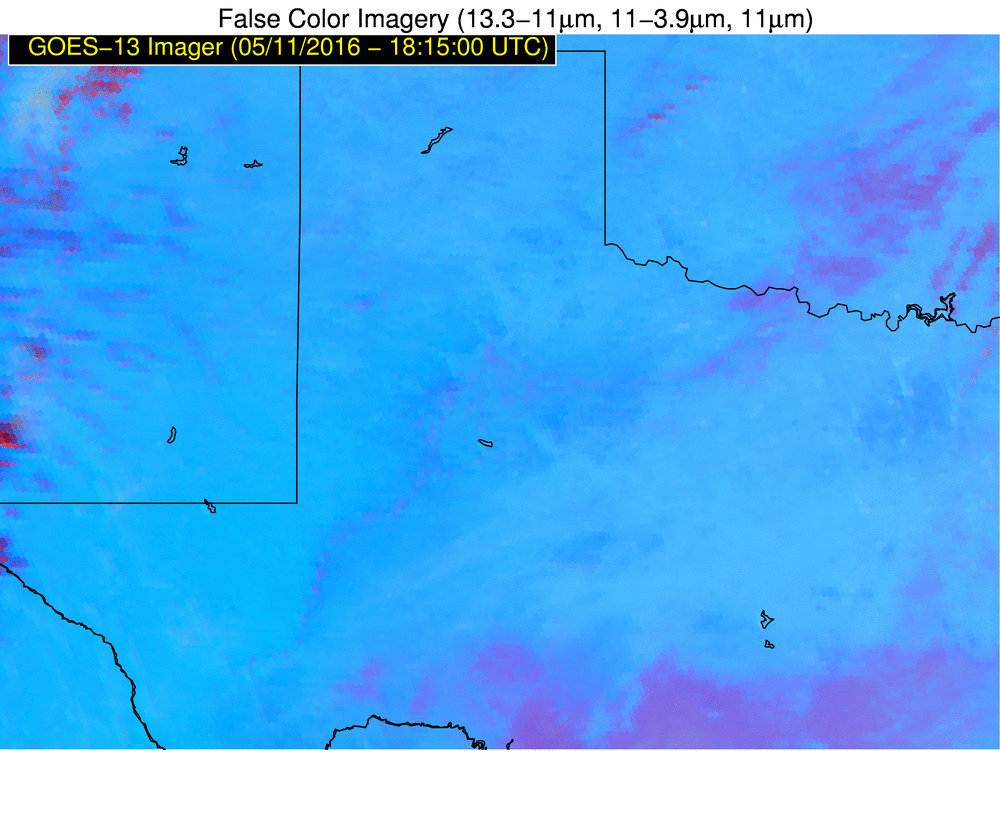 False Color Imagery (13.3−11μm, 11−3.9μm, 11μm)
GOES−13 Imager (05/11/2016 − 18:15:00 UTC)